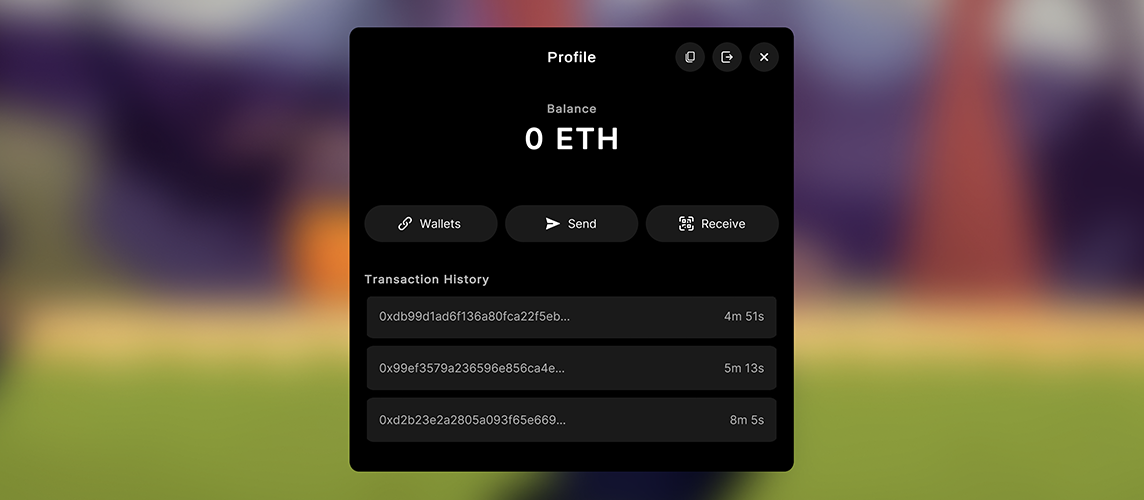 Profile
Balance
0 ETH
Wallets
Send
Receive
Transaction History
0xdb99d1ad6f136a80fca22f5eb...
4m 51s
0x99ef3579a236596e856ca4e...
5m 13s
0xd2b23e2a2805a093f65e669...
8m 5s